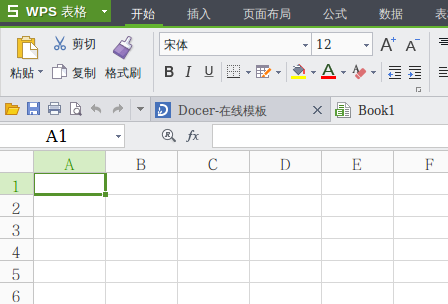 S WPS 表格 开始 插入 页面布局 公式 数据
粘贴 剪切 复制 格式刷
宋体 12 A+ A-
B I U A
Docer-在线模板 Book1
A1 fx
A B C D E F
1
2
3
4
5
6